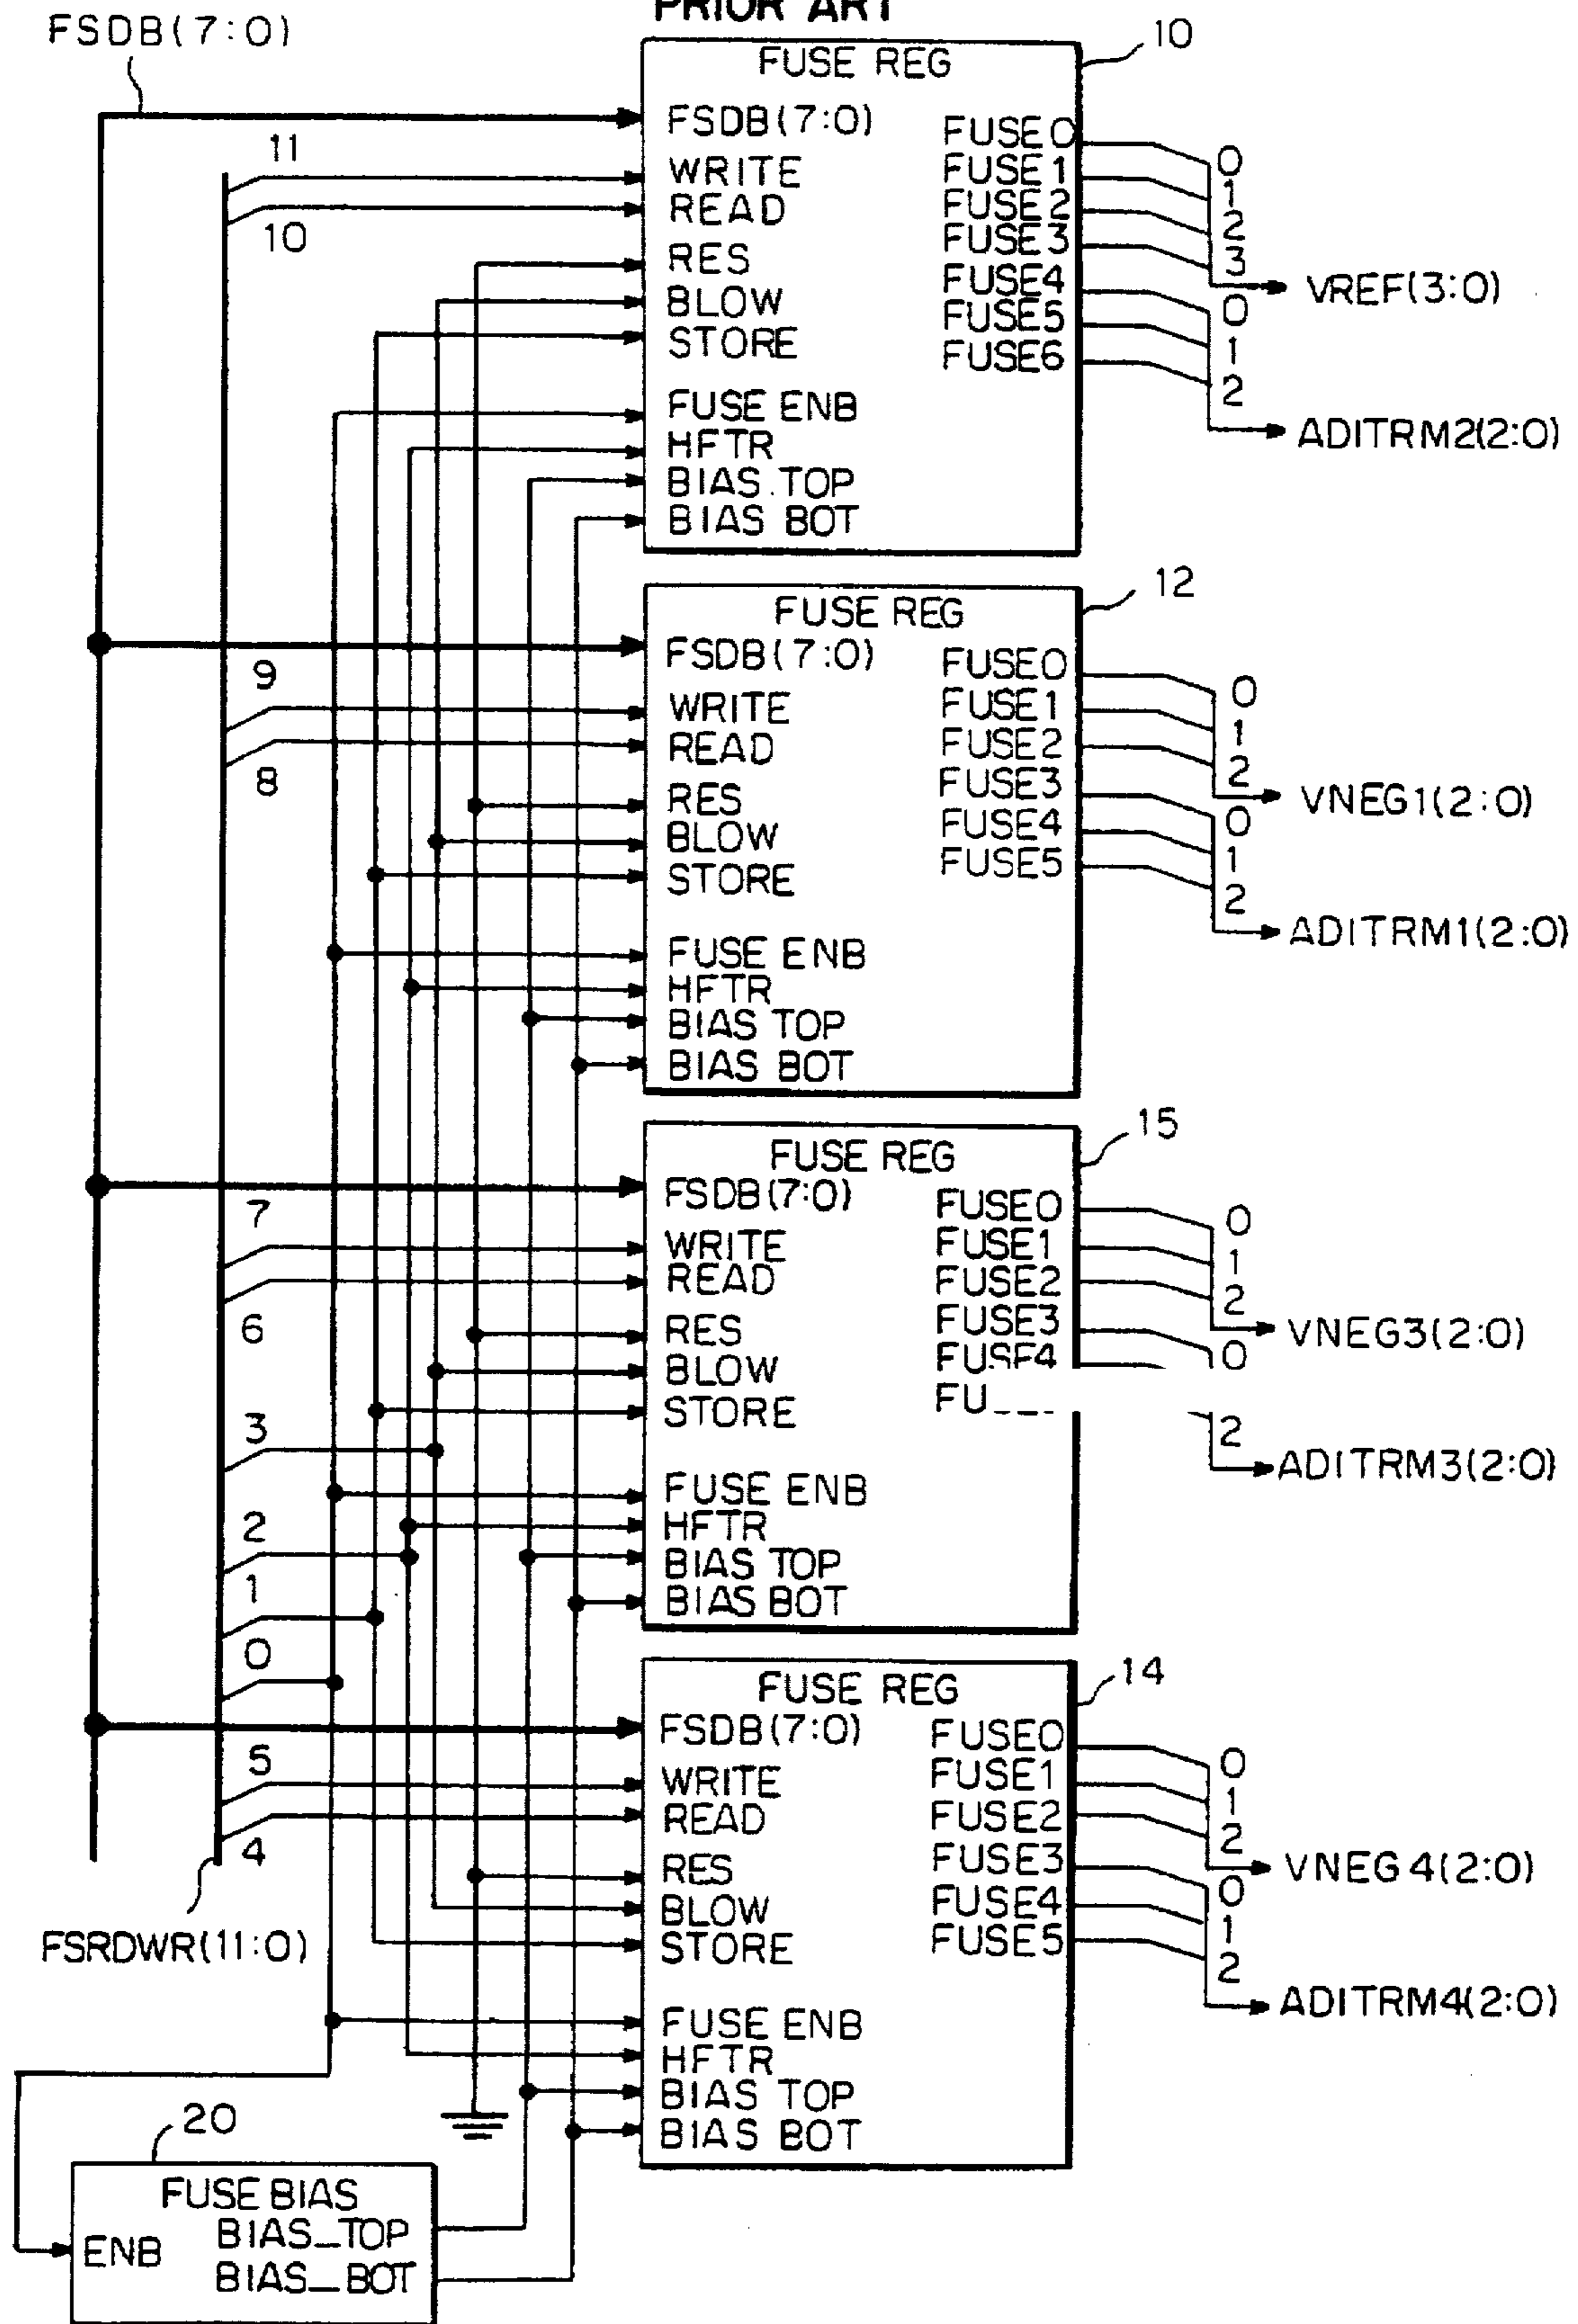 PRIOR ART
FSDB(7:0)
10
FUSE REG
FSDB(7:0)
WRITE
READ
RES
BLOW
STORE
FUSE ENB
HFTR
BIAS TOP
BIAS BOT
FUSE0
FUSE1
FUSE2
FUSE3
FUSE4
FUSE5
FUSE6
11
10
0
1
2
3
VREF(3:0)
0
1
2
ADITRM2(2:0)
12
FUSE REG
FSDB(7:0)
WRITE
READ
RES
BLOW
STORE
FUSE ENB
HFTR
BIAS TOP
BIAS BOT
FUSE0
FUSE1
FUSE2
FUSE3
FUSE4
FUSE5
9
8
0
1
2
VNEG1(2:0)
0
1
2
ADITRM1(2:0)
15
FUSE REG
FSDB(7:0)
WRITE
READ
RES
BLOW
STORE
FUSE ENB
HFTR
BIAS TOP
BIAS BOT
FUSE0
FUSE1
FUSE2
FUSE3
FUSE4
7
6
3
2
1
0
0
1
2
VNEG3(2:0)
0
2
ADITRM3(2:0)
14
FUSE REG
FSDB(7:0)
WRITE
READ
RES
BLOW
STORE
FUSE ENB
HFTR
BIAS TOP
BIAS BOT
FUSE0
FUSE1
FUSE2
FUSE3
FUSE4
FUSE5
5
4
0
1
2
VNEG4(2:0)
0
1
2
ADITRM4(2:0)
FSRDWR(11:0)
20
FUSE BIAS
ENB
BIAS_TOP
BIAS_BOT